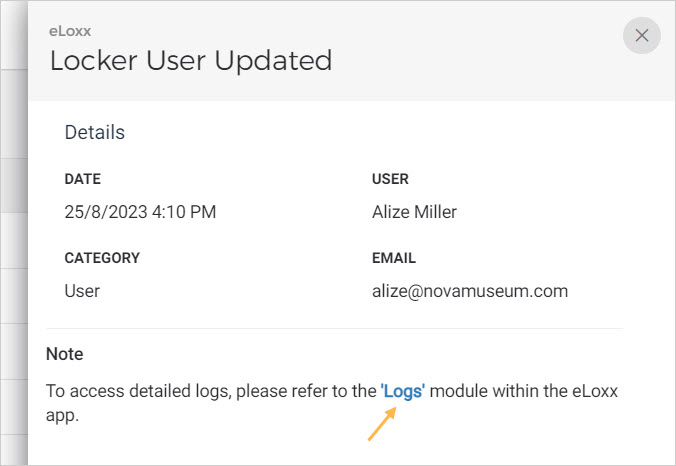 eLoxx
Locker User Updated
Details
DATE
USER
25/8/2023 4:10 PM
Alize Miller
CATEGORY
EMAIL
User
alize@novamuseum.com
Note
To access detailed logs, please refer to the 'Logs' module within the eLoxx
app.